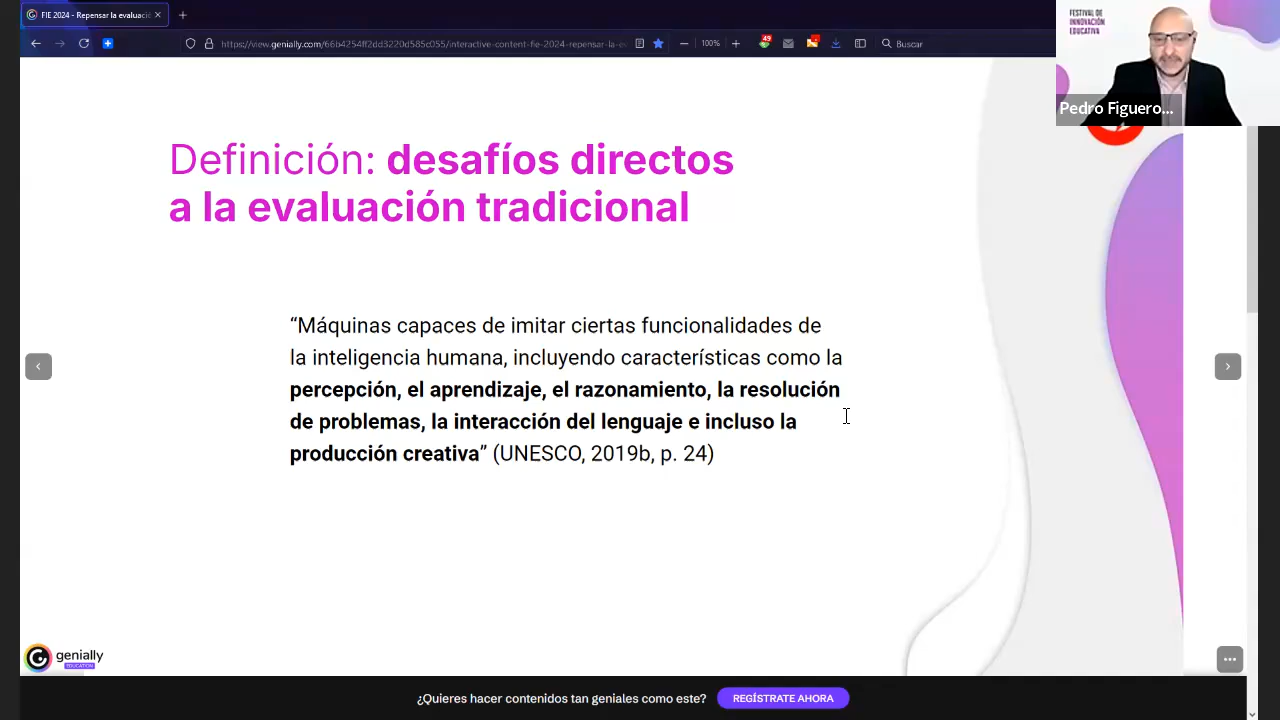 FIE 2024 - Repensar la evaluació
https://view.genially.com/66b4254ff2dd3220d585c055/interactive-content-fie-2024-repensar-la-ev
100%
49
Buscar
FESTIVAL DE
INNOVACIÓN
EDUCATIVA
Pedro Figuero...
Definición: desafíos directos
a la evaluación tradicional
“Máquinas capaces de imitar ciertas funcionalidades de
la inteligencia humana, incluyendo características como la
percepción, el aprendizaje, el razonamiento, la resolución
de problemas, la interacción del lenguaje e incluso la
producción creativa” (UNESCO, 2019b, p. 24)
genially
EDUCATION
¿Quieres hacer contenidos tan geniales como este?
REGÍSTRATE AHORA